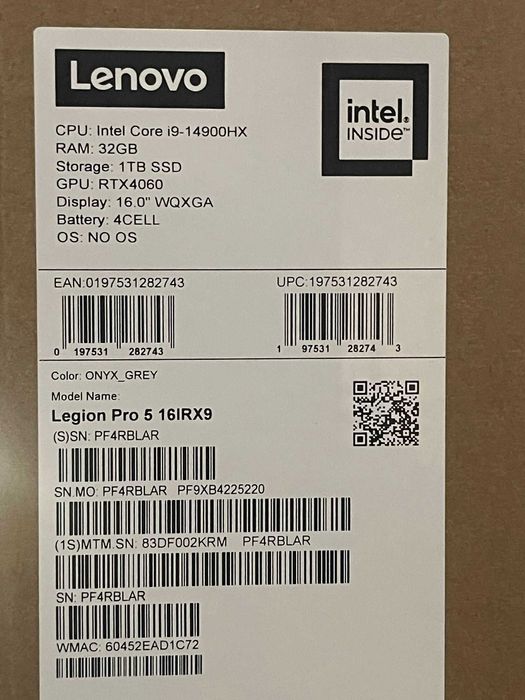 Lenovo
intel.
INSIDE™
CPU: Intel Core i9-14900HX
RAM: 32GB
Storage: 1TB SSD
GPU: RTX4060
Display: 16.0" WQXGA
Battery: 4CELL
OS: NO OS
EAN:0197531282743
UPC:197531282743
0 197531 282743
1 97531 28274 3
Color: ONYX_GREY
Model Name:
Legion Pro 5 16IRX9
(S)SN: PF4RBLAR
SN.MO: PF4RBLAR PF9XB4225220
(1S)MTM.SN: 83DF002KRM PF4RBLAR
SN: PF4RBLAR
WMAC: 60452EAD1C72